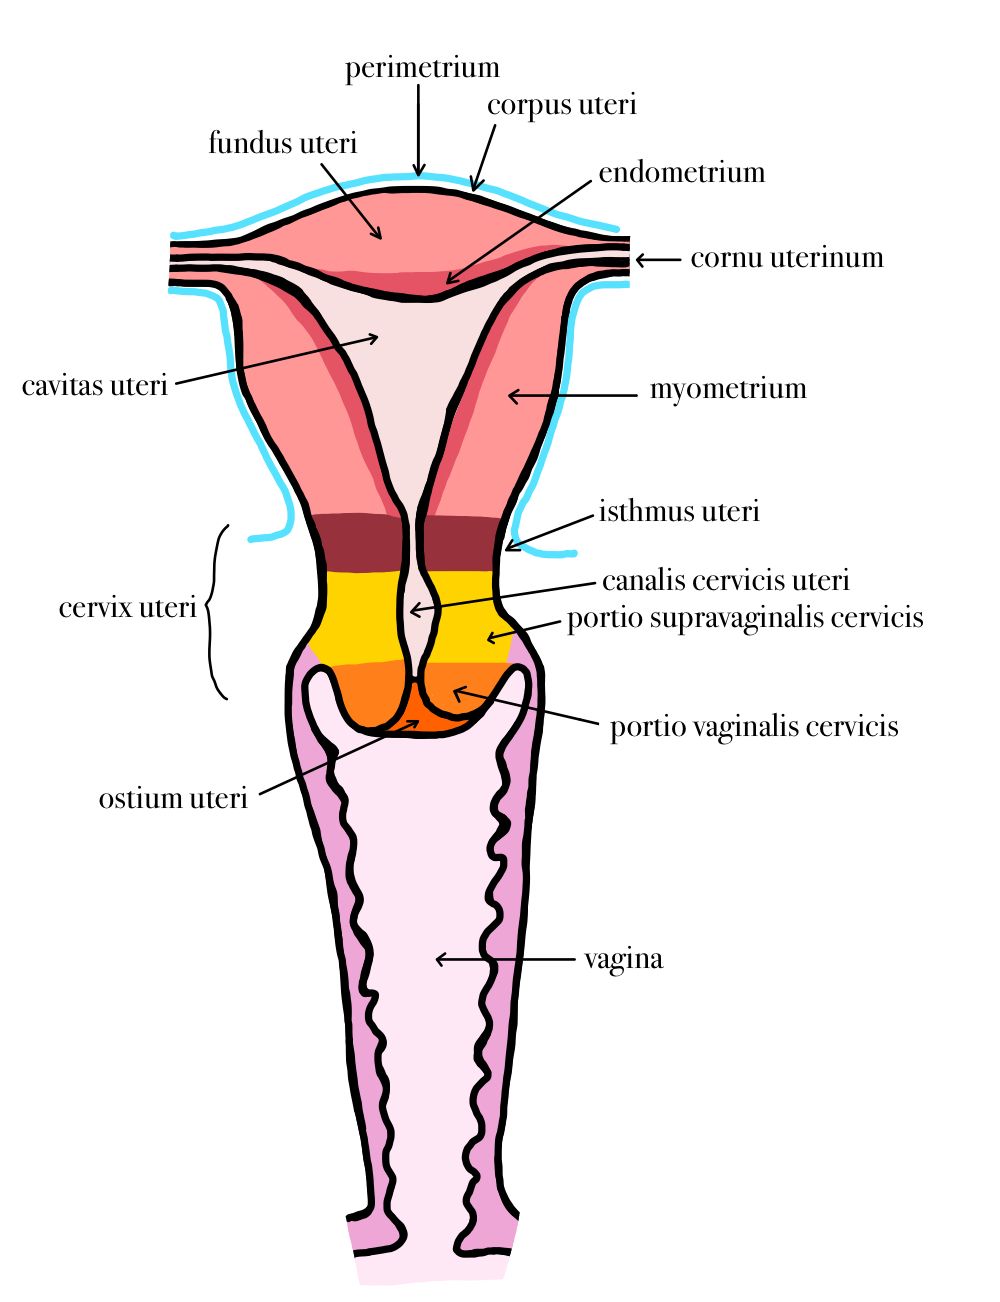 perimetrium
corpus uteri
fundus uteri
endometrium
cornu uterinum
cavitas uteri
myometrium
isthmus uteri
canalis cervicis uteri
cervix uteri
portio supravaginalis cervicis
portio vaginalis cervicis
ostium uteri
vagina